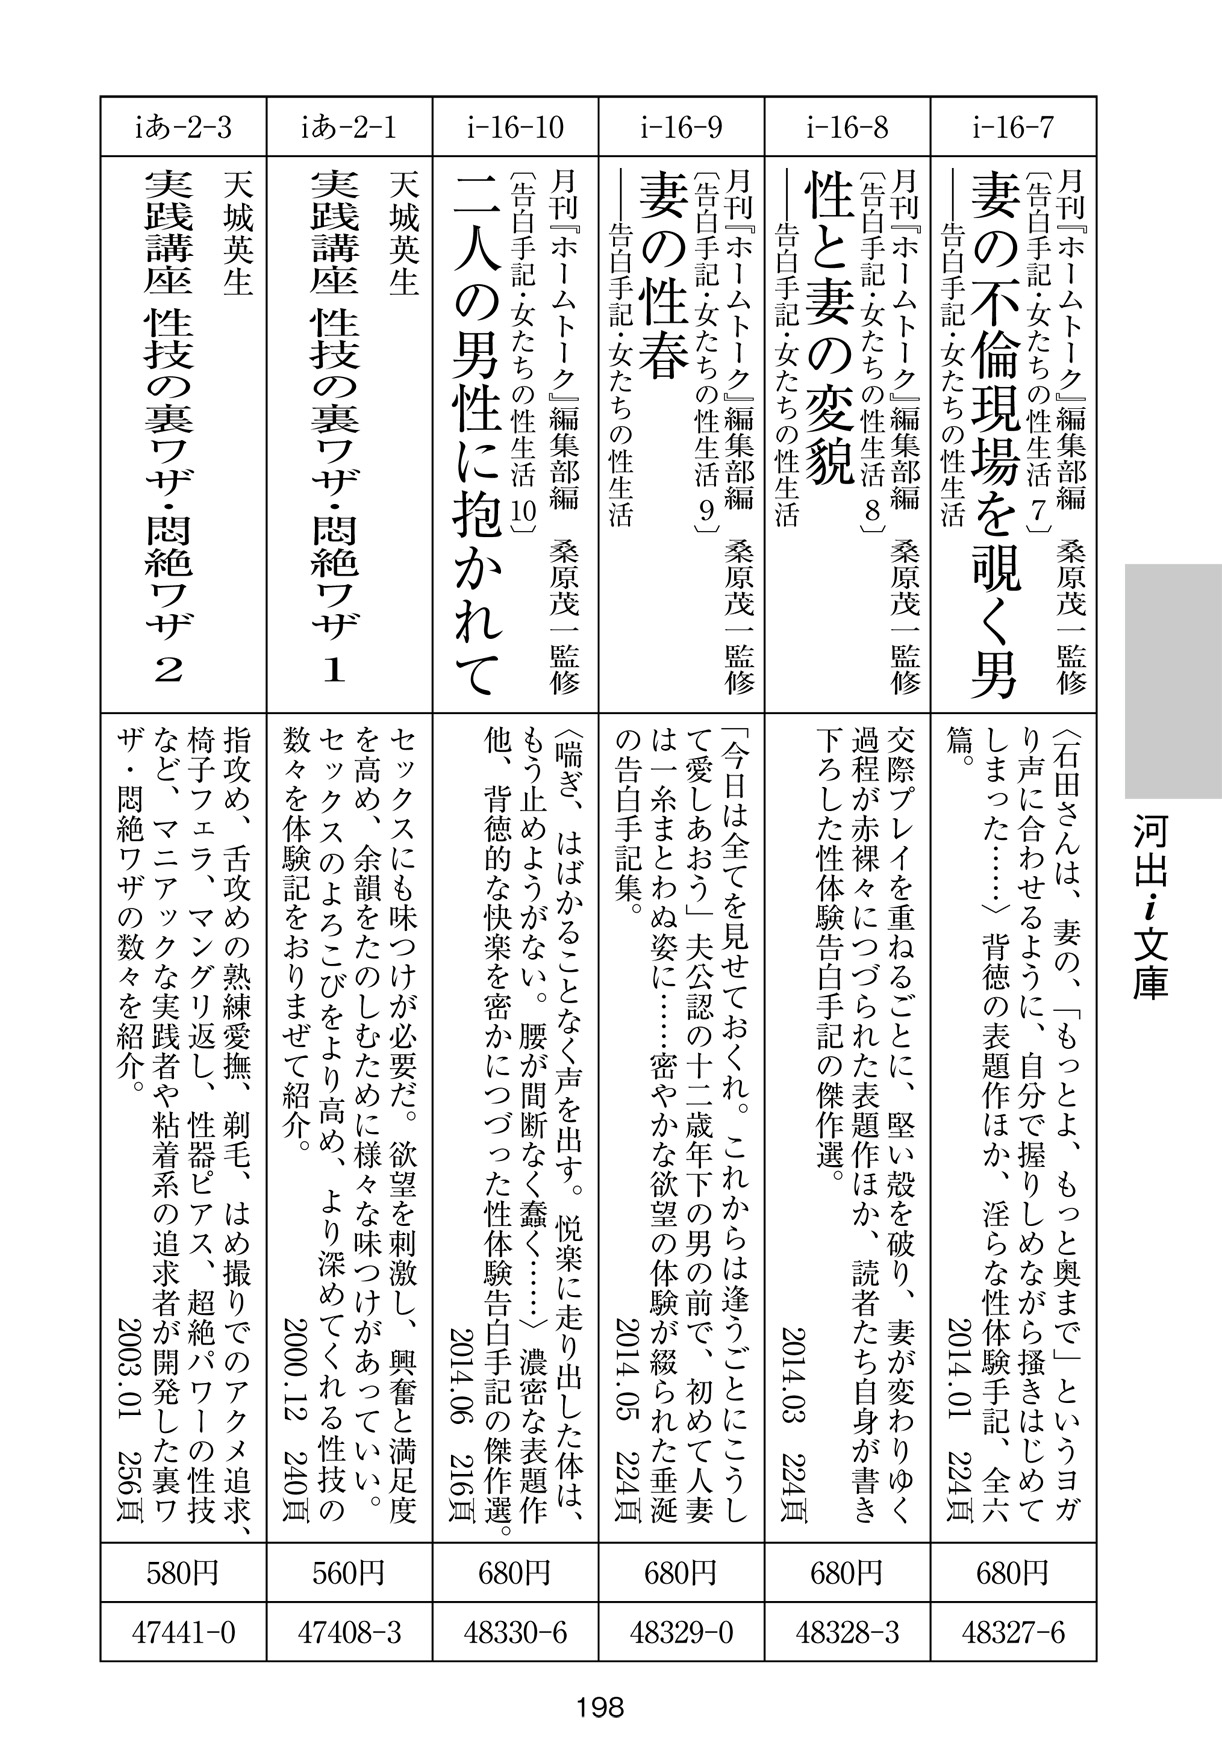 河出i文庫
i-16-7
月刊『ホームトーク』編集部編　桑原茂一監修
〔告白手記・女たちの性生活 7〕
妻の不倫現場を覗く男
──告白手記・女たちの性生活
〈石田さんは、妻の、「もっとよ、もっと奥まで」というヨガ
り声に合わせるように、自分で握りしめながら掻きはじめて
しまった……〉背徳の表題作ほか、淫らな性体験手記、全六
篇。
2014.01　224頁
680円
48327-6
i-16-8
月刊『ホームトーク』編集部編　桑原茂一監修
〔告白手記・女たちの性生活 8〕
性と妻の変貌
──告白手記・女たちの性生活
交際プレイを重ねるごとに、堅い殻を破り、妻が変わりゆく
過程が赤裸々につづられた表題作ほか、読者たち自身が書き
下ろした性体験告白手記の傑作選。
2014.03　224頁
680円
48328-3
i-16-9
月刊『ホームトーク』編集部編　桑原茂一監修
〔告白手記・女たちの性生活 9〕
妻の性春
──告白手記・女たちの性生活
「今日は全てを見せておくれ。これからは逢うごとにこうし
て愛しあおう」夫公認の十二歳年下の男の前で、初めて人妻
は一糸まとわぬ姿に……密やかな欲望の体験が綴られた垂涎
の告白手記集。
2014.05　224頁
680円
48329-0
i-16-10
月刊『ホームトーク』編集部編　桑原茂一監修
〔告白手記・女たちの性生活 10〕
二人の男性に抱かれて
〈喘ぎ、はばかることなく声を出す。悦楽に走り出した体は、
もう止めようがない。腰が間断なく蠢く……〉濃密な表題作
他、背徳的な快楽を密かにつづった性体験告白手記の傑作選。
2014.06　216頁
680円
48330-6
iあ-2-1
天城英生
実践講座 性技の裏ワザ・悶絶ワザ 1
セックスにも味つけが必要だ。欲望を刺激し、興奮と満足度
を高め、余韻をたのしむために様々な味つけがあっていい。
セックスのよろこびをより高め、より深めてくれる性技の
数々を体験記をおりまぜて紹介。
2000.12　240頁
560円
47408-3
iあ-2-3
天城英生
実践講座 性技の裏ワザ・悶絶ワザ 2
指攻め、舌攻めの熟練愛撫、剃毛、はめ撮りでのアクメ追求、
椅子フェラ、マングリ返し、性器ピアス、超絶パワーの性技
など、マニアックな実践者や粘着系の追求者が開発した裏ワ
ザ・悶絶ワザの数々を紹介。
2003.01　256頁
580円
47441-0
198